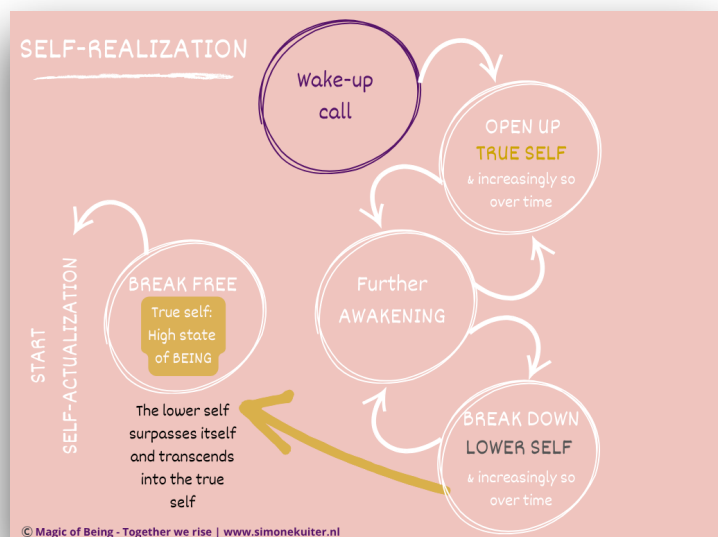 SELF-REALIZATION
Wake-up
call
OPEN UP
TRUE SELF
& increasingly so
over time
Further
AWAKENING
BREAK DOWN
LOWER SELF
& increasingly so
over time
BREAK FREE
True self:
High state
of BEING
The lower self
surpasses itself
and transcends
into the true
self
START
SELF-ACTUALIZATION
© Magic of Being - Together we rise | www.simonekuiter.nl